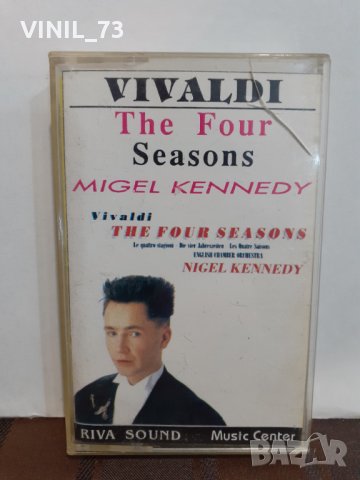 VINIL_73
VIVALDI
The Four
Seasons
MIGEL KENNEDY
Vivaldi
THE FOUR SEASONS
Le quattro stagioni · Die vier Jahreszeiten · Les Quatre Saisons
ENGLISH CHAMBER ORCHESTRA
NIGEL KENNEDY
RIVA SOUND Music Center
BAZAR